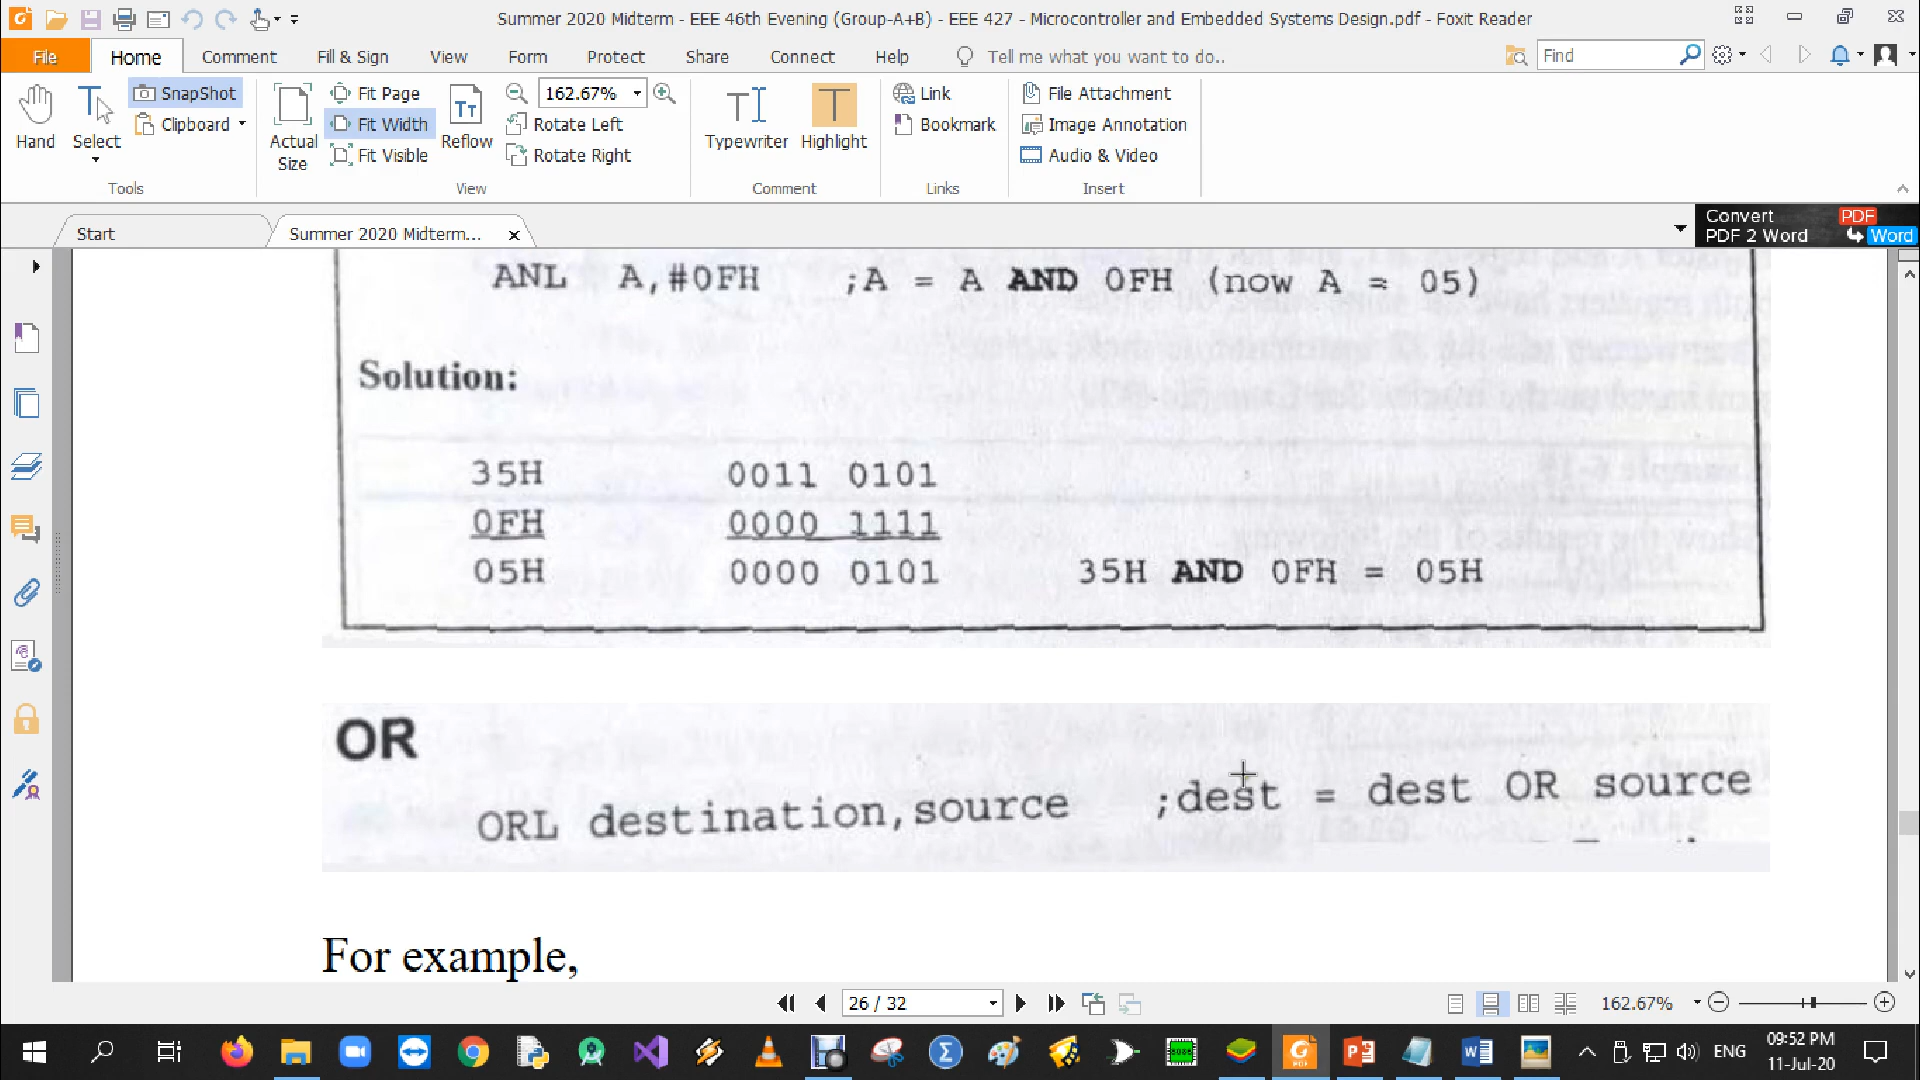 Summer 2020 Midterm - EEE 46th Evening (Group-A+B) - EEE 427 - Microcontroller and Embedded Systems Design.pdf - Foxit Reader
File Home Comment Fill & Sign View Form Protect Share Connect Help Tell me what you want to do.. Find
SnapShot Fit Page 162.67% Link File Attachment
Clipboard Fit Width Rotate Left Bookmark Image Annotation
Hand Select Actual Size Fit Visible Reflow Rotate Right Typewriter Highlight Audio & Video
Tools View Comment Links Insert
Start Summer 2020 Midterm...
Convert PDF
PDF 2 Word Word
ANL A,#0FH ;A = A AND 0FH (now A = 05)
Solution:
35H 0011 0101
0FH 0000 1111
05H 0000 0101 35H AND 0FH = 05H
OR
ORL destination,source ;dest = dest OR source
For example,
26 / 32 162.67%
ENG 09:52 PM
11-Jul-20